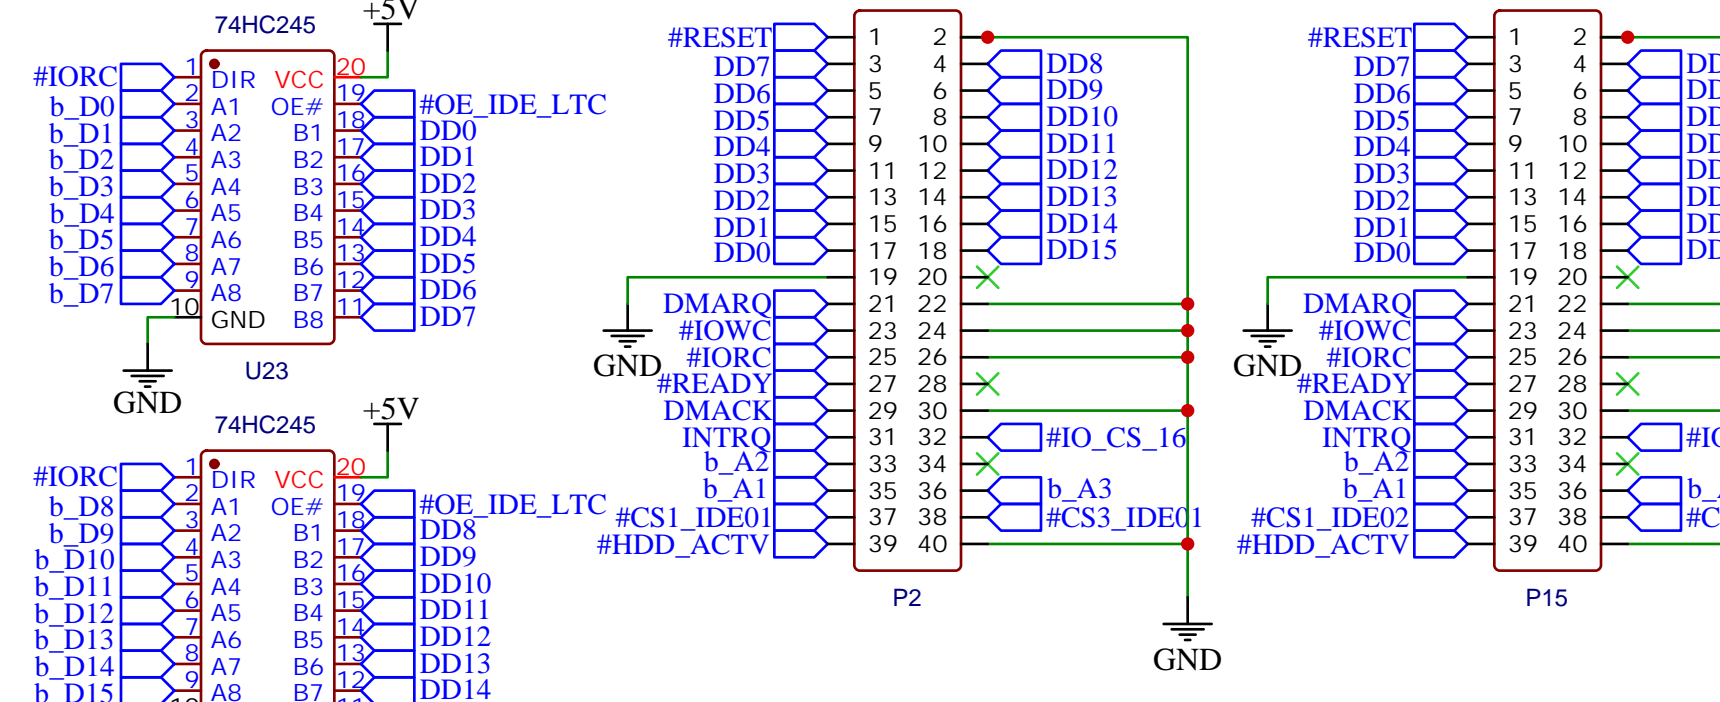 74HC245
+5V
#IORC 1 DIR VCC 20
b_D0 2 A1 OE# 19 #OE_IDE_LTC
b_D1 3 A2 B1 18 DD0
b_D2 4 A3 B2 17 DD1
b_D3 5 A4 B3 16 DD2
b_D4 6 A5 B4 15 DD3
b_D5 7 A6 B5 14 DD4
b_D6 8 A7 B6 13 DD5
b_D7 9 A8 B7 12 DD6
10 GND B8 11 DD7
U23
GND
74HC245
+5V
#IORC 1 DIR VCC 20
b_D8 2 A1 OE# 19 #OE_IDE_LTC
b_D9 3 A2 B1 18 DD8
b_D10 4 A3 B2 17 DD9
b_D11 5 A4 B3 16 DD10
b_D12 6 A5 B4 15 DD11
b_D13 7 A6 B5 14 DD12
b_D14 8 A7 B6 13 DD13
b_D15 9 A8 B7 12 DD14
#RESET 1 2
DD7 3 4 DD8
DD6 5 6 DD9
DD5 7 8 DD10
DD4 9 10 DD11
DD3 11 12 DD12
DD2 13 14 DD13
DD1 15 16 DD14
DD0 17 18 DD15
19 20
DMARQ 21 22
#IOWC 23 24
#IORC 25 26
GND
#READY 27 28
DMACK 29 30
INTRQ 31 32 #IO_CS_16
b_A2 33 34
b_A1 35 36 b_A3
#CS1_IDE01 37 38 #CS3_IDE01
#HDD_ACTV 39 40
P2
GND
#RESET 1 2
DD7 3 4
DD6 5 6
DD5 7 8
DD4 9 10
DD3 11 12
DD2 13 14
DD1 15 16
DD0 17 18
19 20
DMARQ 21 22
#IOWC 23 24
#IORC 25 26
GND
#READY 27 28
DMACK 29 30
INTRQ 31 32
b_A2 33 34
b_A1 35 36
#CS1_IDE02 37 38
#HDD_ACTV 39 40
P15